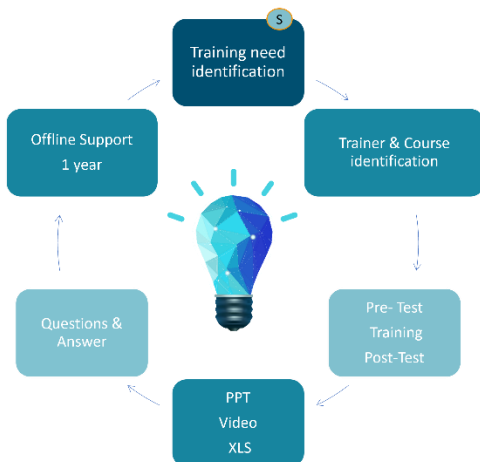 S
Training need
identification
Trainer & Course
identification
Pre- Test
Training
Post-Test
PPT
Video
XLS
Questions &
Answer
Offline Support
1 year